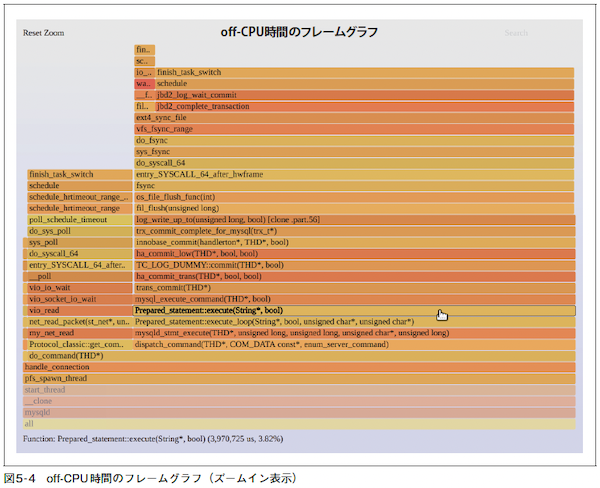 Reset Zoom off-CPU時間のフレームグラフ Search
fin..
sc..
io_.. finish_task_switch
wa.. schedule
__f.. jbd2_log_wait_commit
fil.. jbd2_complete_transaction
ext4_sync_file
vfs_fsync_range
do_fsync
sys_fsync
do_syscall_64
finish_task_switch entry_SYSCALL_64_after_hwframe
schedule fsync
schedule_hrtimeout_range_.. os_file_flush_func(int)
schedule_hrtimeout_range fil_flush(unsigned long)
poll_schedule_timeout log_write_up_to(unsigned long, bool) [clone .part.56]
do_sys_poll trx_commit_complete_for_mysql(trx_t*)
sys_poll innobase_commit(handlerton*, THD*, bool)
do_syscall_64 ha_commit_low(THD*, bool, bool)
entry_SYSCALL_64_after.. TC_LOG_DUMMY::commit(THD*, bool)
__poll ha_commit_trans(THD*, bool, bool)
vio_io_wait trans_commit(THD*)
vio_socket_io_wait mysql_execute_command(THD*, bool)
vio_read Prepared_statement::execute(String*, bool)
net_read_packet(st_net*, un.. Prepared_statement::execute_loop(String*, bool, unsigned char*, unsigned char*)
my_net_read mysqld_stmt_execute(THD*, unsigned long, unsigned long, unsigned char*, unsigned long)
Protocol_classic::get_com.. dispatch_command(THD*, COM_DATA const*, enum_server_command)
do_command(THD*)
handle_connection
pfs_spawn_thread
start_thread
__clone
mysqld
all
Function: Prepared_statement::execute(String*, bool) (3,970,725 us, 3.82%)
図5-4 off-CPU時間のフレームグラフ（ズームイン表示）